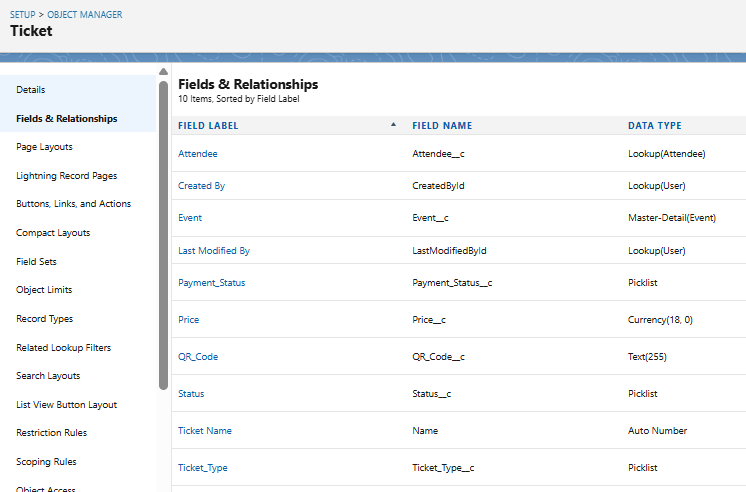 SETUP > OBJECT MANAGER
Ticket
Details
Fields & Relationships
Page Layouts
Lightning Record Pages
Buttons, Links, and Actions
Compact Layouts
Field Sets
Object Limits
Record Types
Related Lookup Filters
Search Layouts
List View Button Layout
Restriction Rules
Scoping Rules
Object Access
Fields & Relationships
10 Items, Sorted by Field Label
FIELD LABEL FIELD NAME DATA TYPE
Attendee Attendee__c Lookup(Attendee)
Created By CreatedById Lookup(User)
Event Event__c Master-Detail(Event)
Last Modified By LastModifiedById Lookup(User)
Payment_Status Payment_Status__c Picklist
Price Price__c Currency(18, 0)
QR_Code QR_Code__c Text(255)
Status Status__c Picklist
Ticket Name Name Auto Number
Ticket_Type Ticket_Type__c Picklist